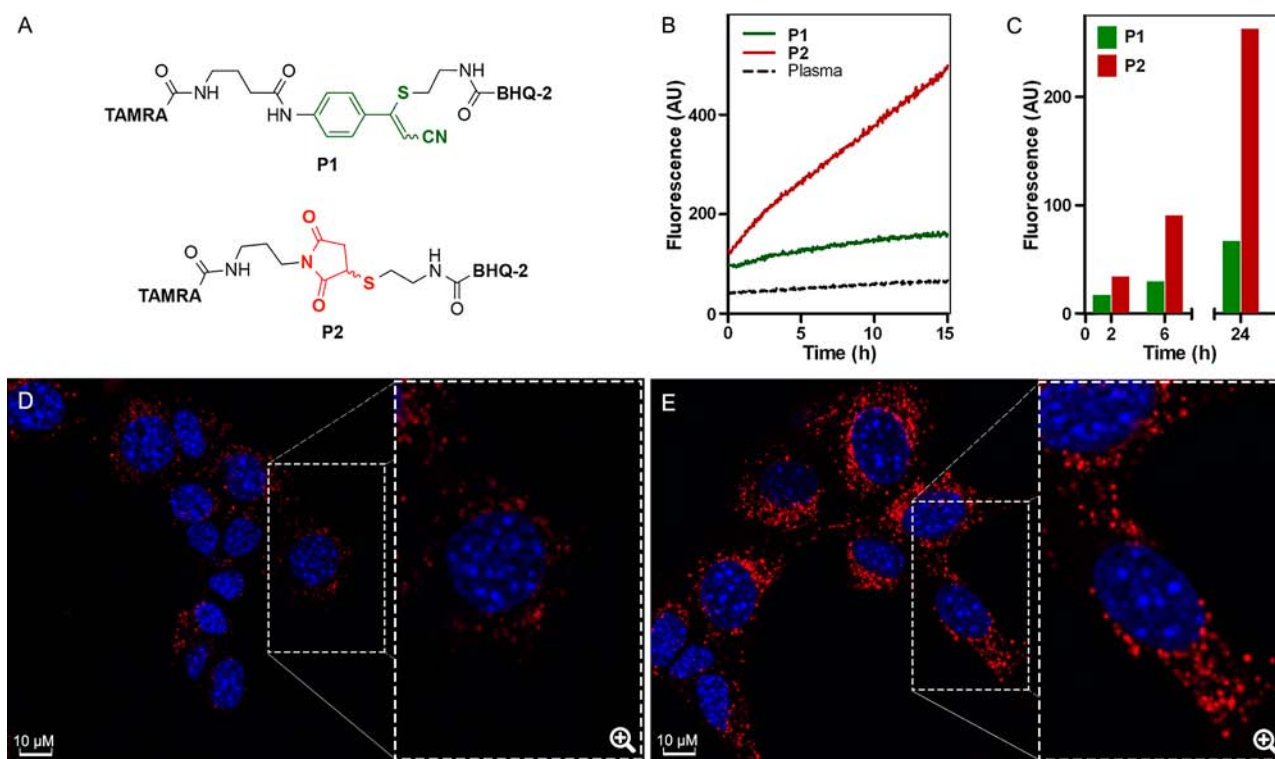 A
TAMRA
O
NH
O
NH
S
CN
NH
O
BHQ-2
P1
TAMRA
O
NH
N
O
O
S
NH
O
BHQ-2
P2
B
P1
P2
Plasma
Fluorescence (AU)
400
200
0
0 5 10 15
Time (h)
C
P1
P2
Fluorescence (AU)
200
100
0
0 2 6 24
Time (h)
D
10 µM
E
10 µM